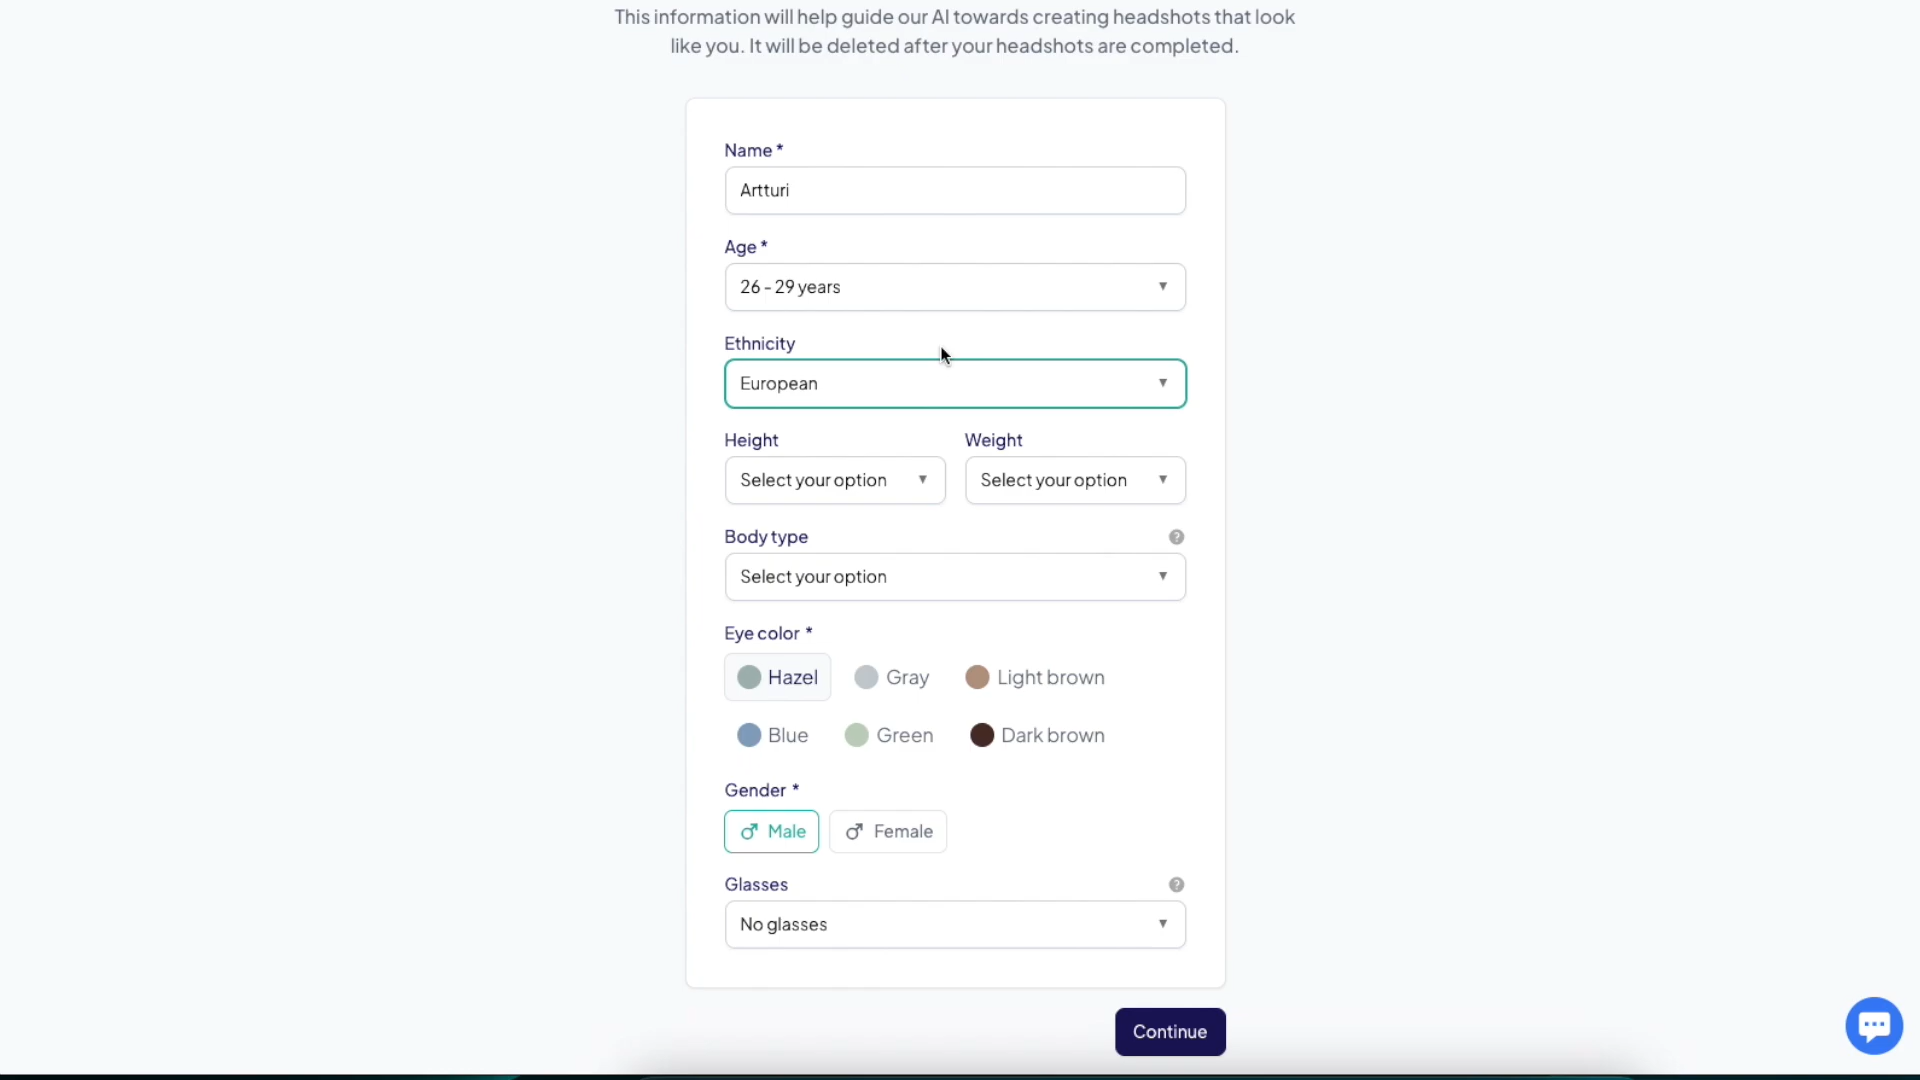 This information will help guide our AI towards creating headshots that look
like you. It will be deleted after your headshots are completed.
Name *
Artturi
Age *
26 - 29 years
Ethnicity
European
Height Weight
Select your option Select your option
Body type
Select your option
Eye color *
Hazel Gray Light brown
Blue Green Dark brown
Gender *
Male Female
Glasses
No glasses
Continue